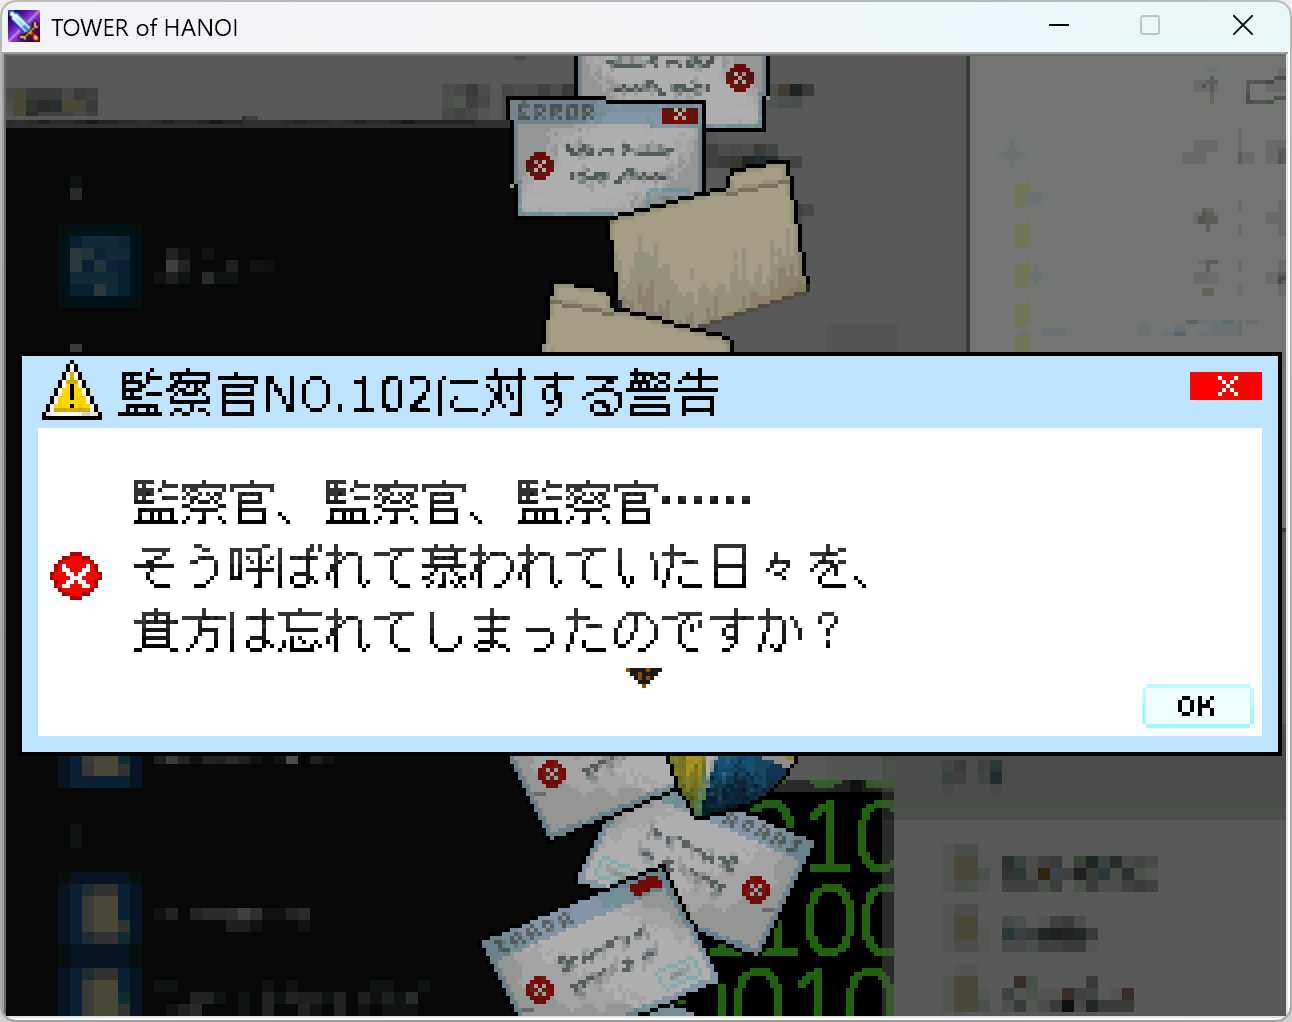 TOWER of HANOI
ERROR
監察官NO.102に対する警告
監察官、監察官、監察官……
そう呼ばれて慕われていた日々を、
貴方は忘れてしまったのですか？
OK
ERROR
ERROR
010
100
1010